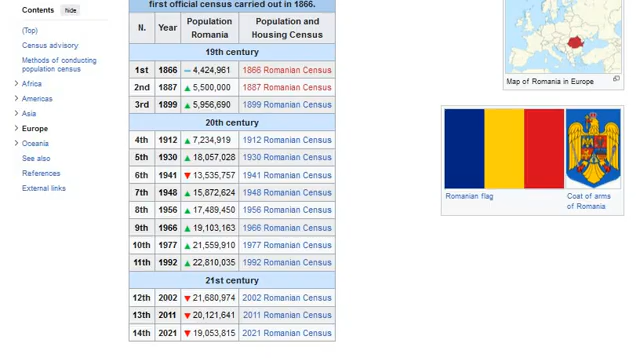 Contents hide
(Top)
Census advisory
Methods of conducting
population census
Africa
Americas
Asia
Europe
Oceania
See also
References
External links
first official census carried out in 1866.
N. Year Population Romania Population and Housing Census
19th century
1st 1866 4,424,961 1866 Romanian Census
2nd 1887 5,500,000 1887 Romanian Census
3rd 1899 5,956,690 1899 Romanian Census
20th century
4th 1912 7,234,919 1912 Romanian Census
5th 1930 18,057,028 1930 Romanian Census
6th 1941 13,535,757 1941 Romanian Census
7th 1948 15,872,624 1948 Romanian Census
8th 1956 17,489,450 1956 Romanian Census
9th 1966 19,103,163 1966 Romanian Census
10th 1977 21,559,910 1977 Romanian Census
11th 1992 22,810,035 1992 Romanian Census
21st century
12th 2002 21,680,974 2002 Romanian Census
13th 2011 20,121,641 2011 Romanian Census
14th 2021 19,053,815 2021 Romanian Census
Map of Romania in Europe
Romanian flag
Coat of arms
of Romania